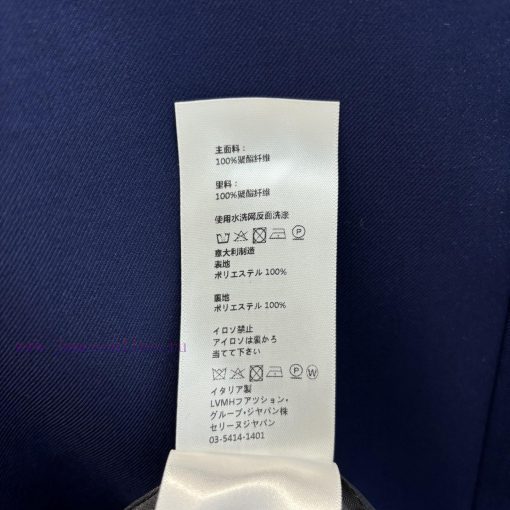 主面料：
100%聚酯纤维
里料：
100%聚酯纤维
使用水洗网反面洗涤
P
意大利制造
表地
ポリエステル 100%
裏地
ポリエステル 100%
イロソ禁止
アイロソは裏かろ
当てて下さい
P W
イタリア製
LVMHフアツション・
グループ・ジャパン株
セリーヌジャパン
03-5414-1401